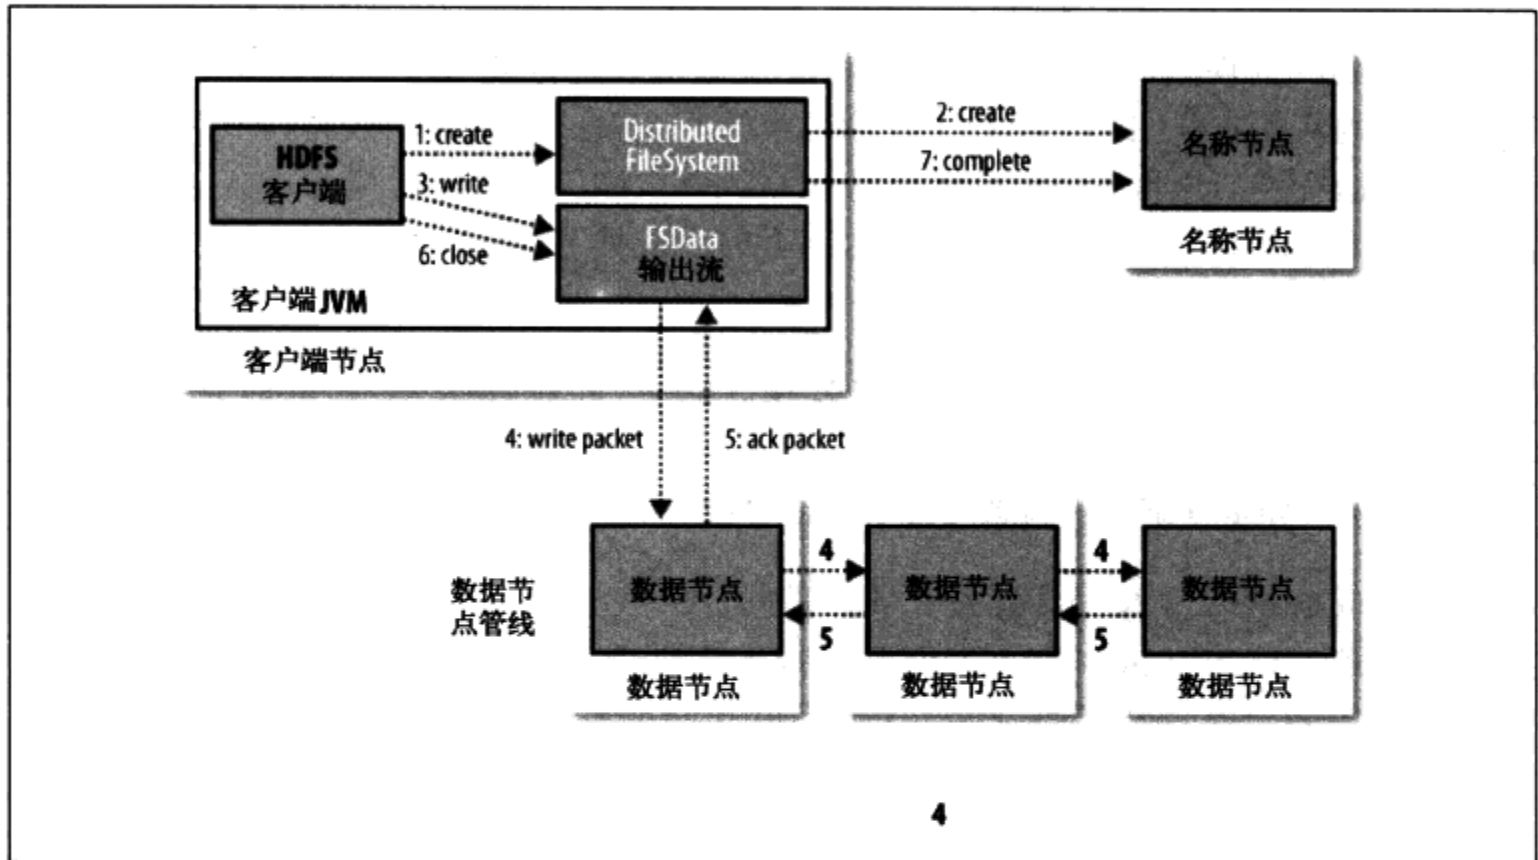 HDFS
客户端
1: create
3: write
6: close
Distributed
FileSystem
FSData
输出流
客户端JVM
客户端节点
2: create
7: complete
名称节点
名称节点
4: write packet
5: ack packet
数据节
点管线
数据节点
4
5
数据节点
4
5
数据节点
数据节点
数据节点
数据节点
4